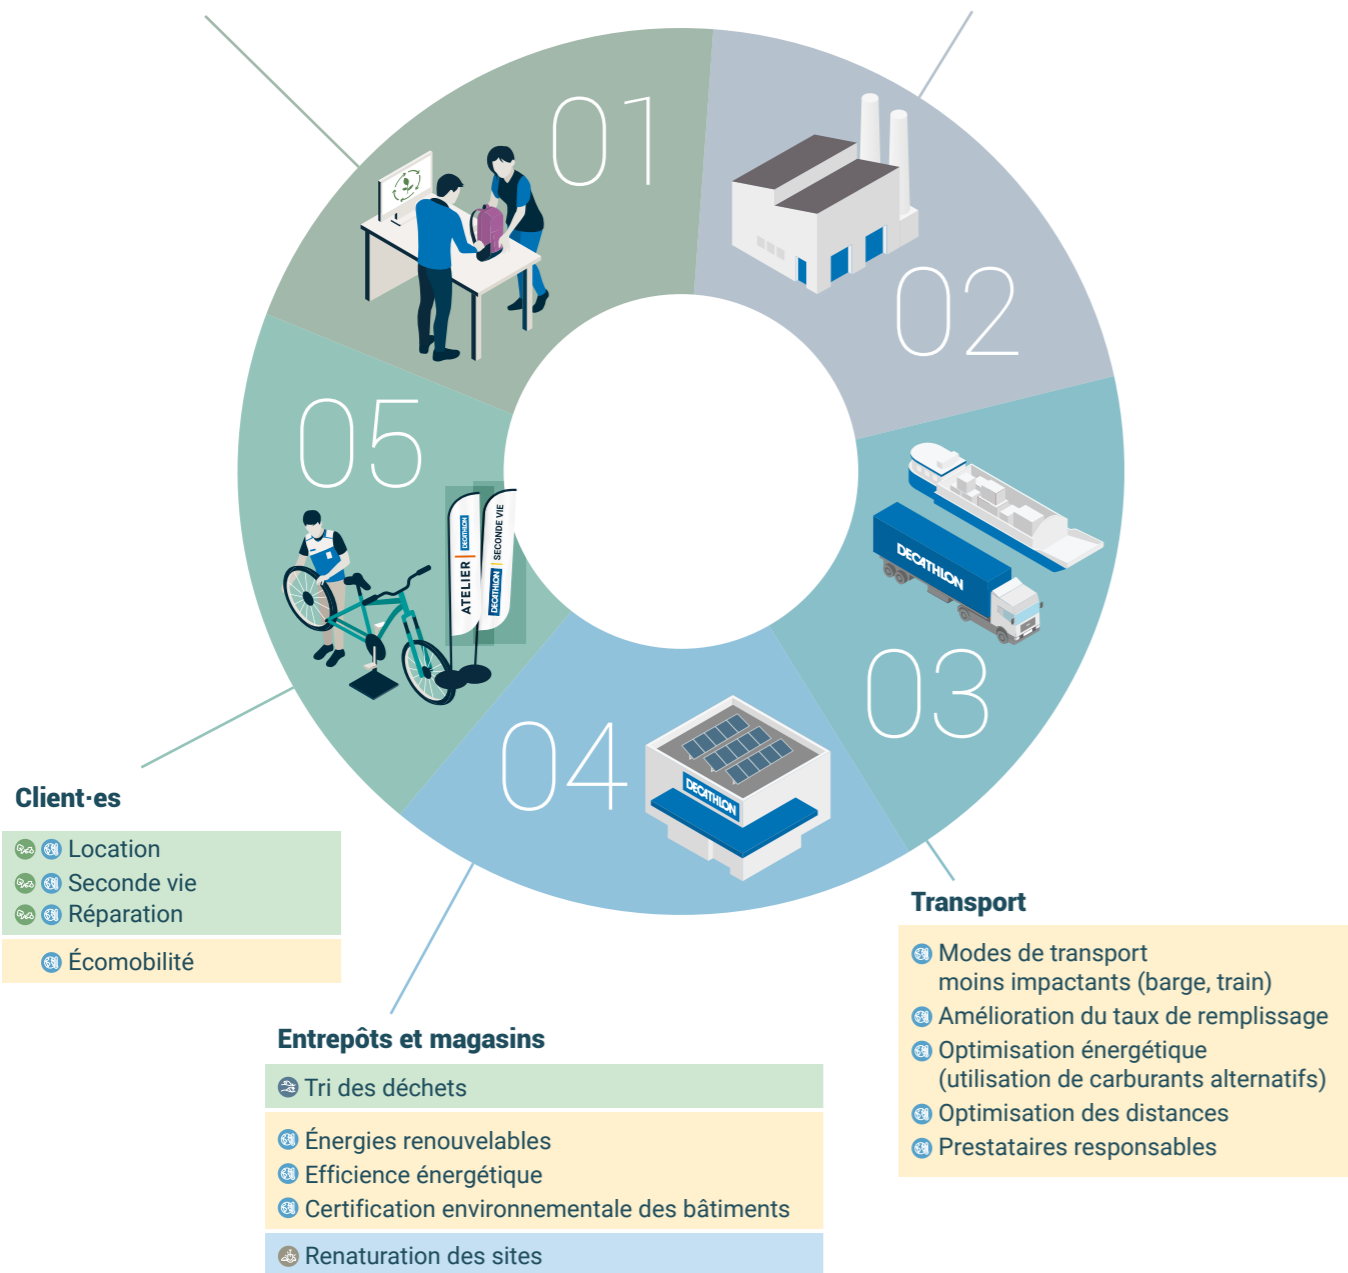 01
02
05
ATELIER | DECATHLON
DECATHLON | SECONDE VIE
DECATHLON
03
04
DECATHLON
Client·es
Location
Seconde vie
Réparation
Écomobilité
Transport
Modes de transport
moins impactants (barge, train)
Amélioration du taux de remplissage
Optimisation énergétique
(utilisation de carburants alternatifs)
Optimisation des distances
Prestataires responsables
Entrepôts et magasins
Tri des déchets
Énergies renouvelables
Efficience énergétique
Certification environnementale des bâtiments
Renaturation des sites